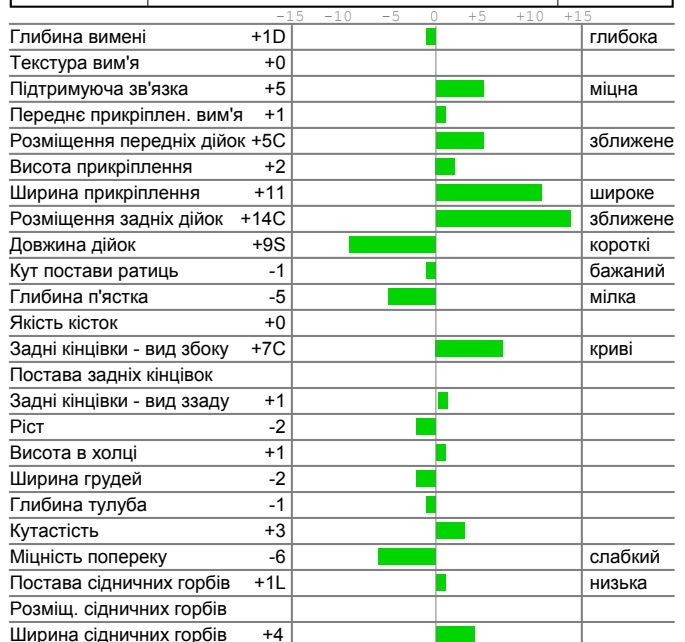 -15 -10 -5 0 +5 +10 +15
Глибина вимені +1D глибока
Текстура вим'я +0
Підтримуюча зв'язка +5 міцна
Переднє прикріплен. вим'я +1
Розміщення передніх дійок +5C зближене
Висота прикріплення +2
Ширина прикріплення +11 широке
Розміщення задніх дійок +14C зближене
Довжина дійок +9S короткі
Кут постави ратиць -1 бажаний
Глибина п'ястка -5 мілка
Якість кісток +0
Задні кінцівки - вид збоку +7C криві
Постава задніх кінцівок
Задні кінцівки - вид ззаду +1
Ріст -2
Висота в холці +1
Ширина грудей -2
Глибина тулуба -1
Кутастість +3
Міцність попереку -6 слабкий
Постава сідничних горбів +1L низька
Розміщ. сідничних горбів
Ширина сідничних горбів +4